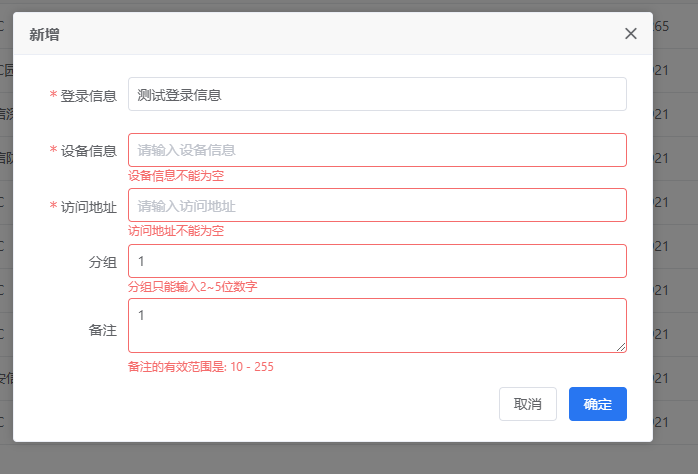 新增
* 登录信息 测试登录信息
* 设备信息 请输入设备信息
设备信息不能为空
* 访问地址 请输入访问地址
访问地址不能为空
分组 1
分组只能输入2~5位数字
备注 1
备注的有效范围是: 10 - 255
取消 确定